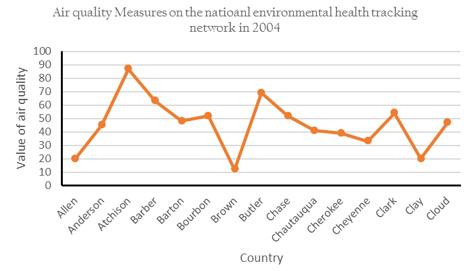 Air quality Measures on the natioanl environmental health tracking
network in 2004
Value of air quality
100
90
80
70
60
50
40
30
20
10
0
Allen
Anderson
Atchison
Barber
Barton
Bourbon
Brown
Butler
Chase
Chautauqua
Cherokee
Cheyenne
Clark
Clay
Cloud
Country